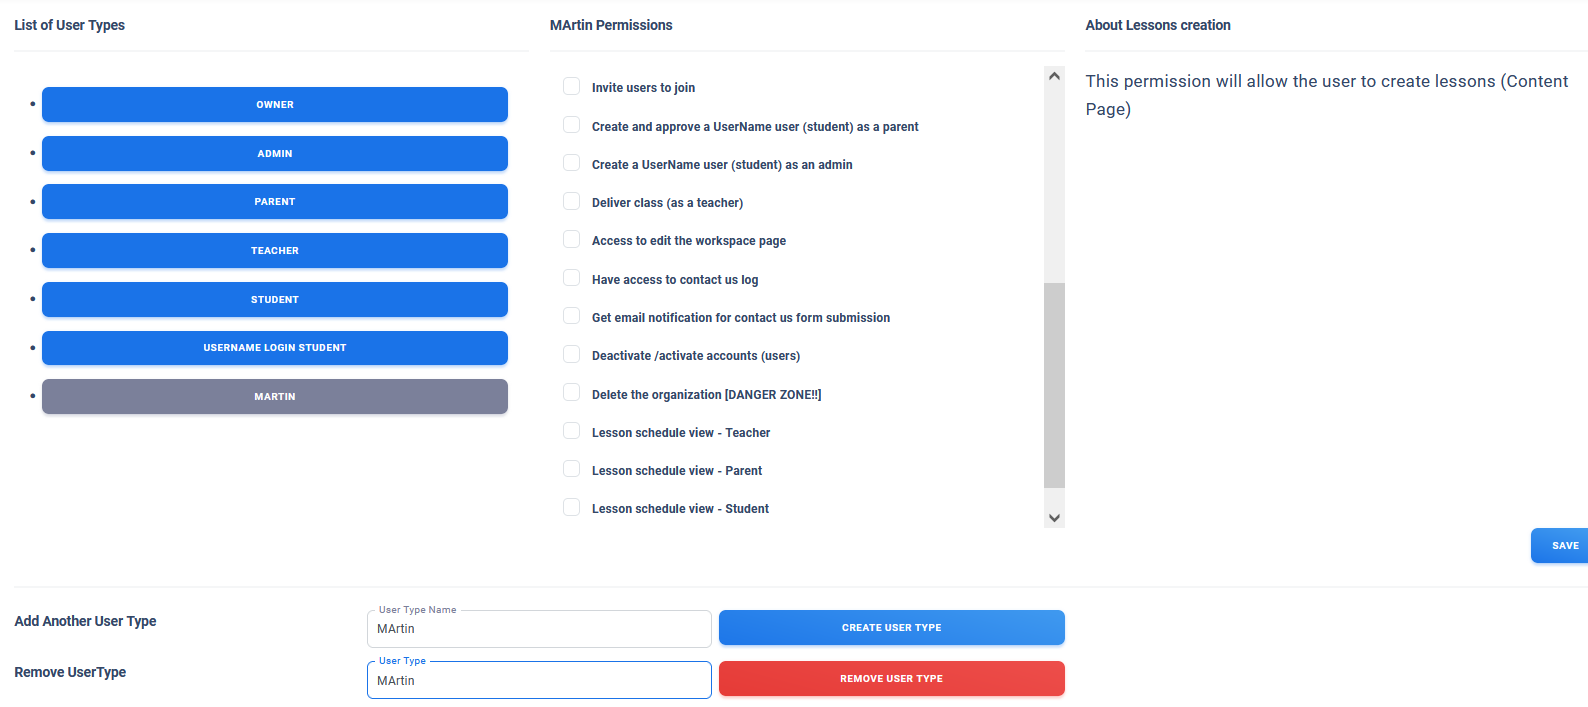 List of User Types
OWNER
ADMIN
PARENT
TEACHER
STUDENT
USERNAME LOGIN STUDENT
MARTIN
MArtin Permissions
Invite users to join
Create and approve a UserName user (student) as a parent
Create a UserName user (student) as an admin
Deliver class (as a teacher)
Access to edit the workspace page
Have access to contact us log
Get email notification for contact us form submission
Deactivate /activate accounts (users)
Delete the organization [DANGER ZONE!!]
Lesson schedule view - Teacher
Lesson schedule view - Parent
Lesson schedule view - Student
About Lessons creation
This permission will allow the user to create lessons (Content
Page)
SAVE
Add Another User Type
User Type Name
MArtin
CREATE USER TYPE
Remove UserType
User Type
MArtin
REMOVE USER TYPE